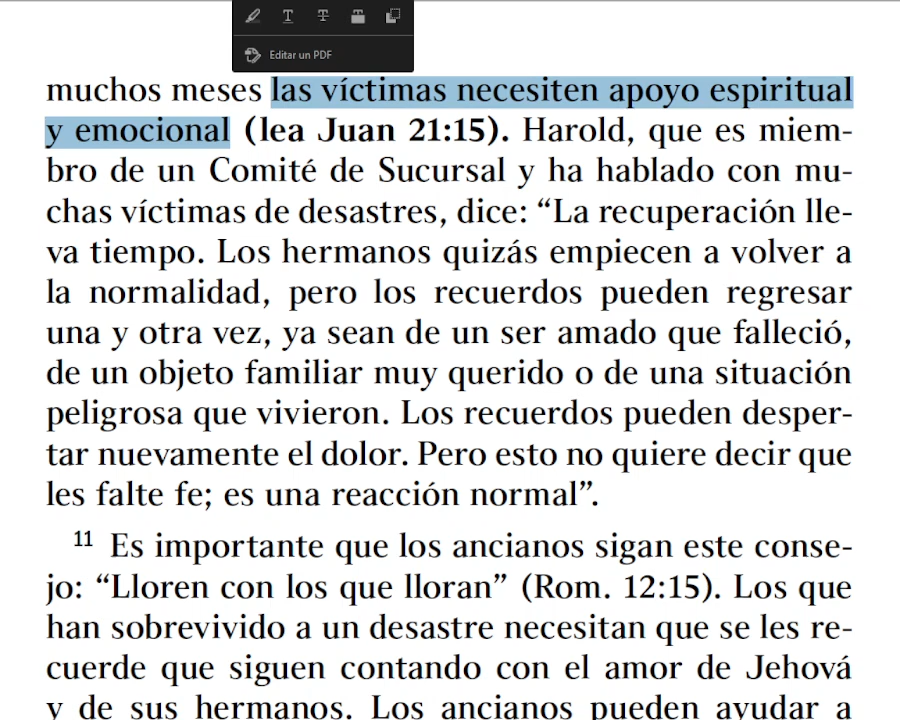 Editar un PDF
muchos meses las víctimas necesiten apoyo espiritual
y emocional (lea Juan 21:15). Harold, que es miem-
bro de un Comité de Sucursal y ha hablado con mu-
chas víctimas de desastres, dice: “La recuperación lle-
va tiempo. Los hermanos quizás empiecen a volver a
la normalidad, pero los recuerdos pueden regresar
una y otra vez, ya sean de un ser amado que falleció,
de un objeto familiar muy querido o de una situación
peligrosa que vivieron. Los recuerdos pueden desper-
tar nuevamente el dolor. Pero esto no quiere decir que
les falte fe; es una reacción normal”.
11 Es importante que los ancianos sigan este conse-
jo: “Lloren con los que lloran” (Rom. 12:15). Los que
han sobrevivido a un desastre necesitan que se les re-
cuerde que siguen contando con el amor de Jehová
y de sus hermanos. Los ancianos pueden ayudar a